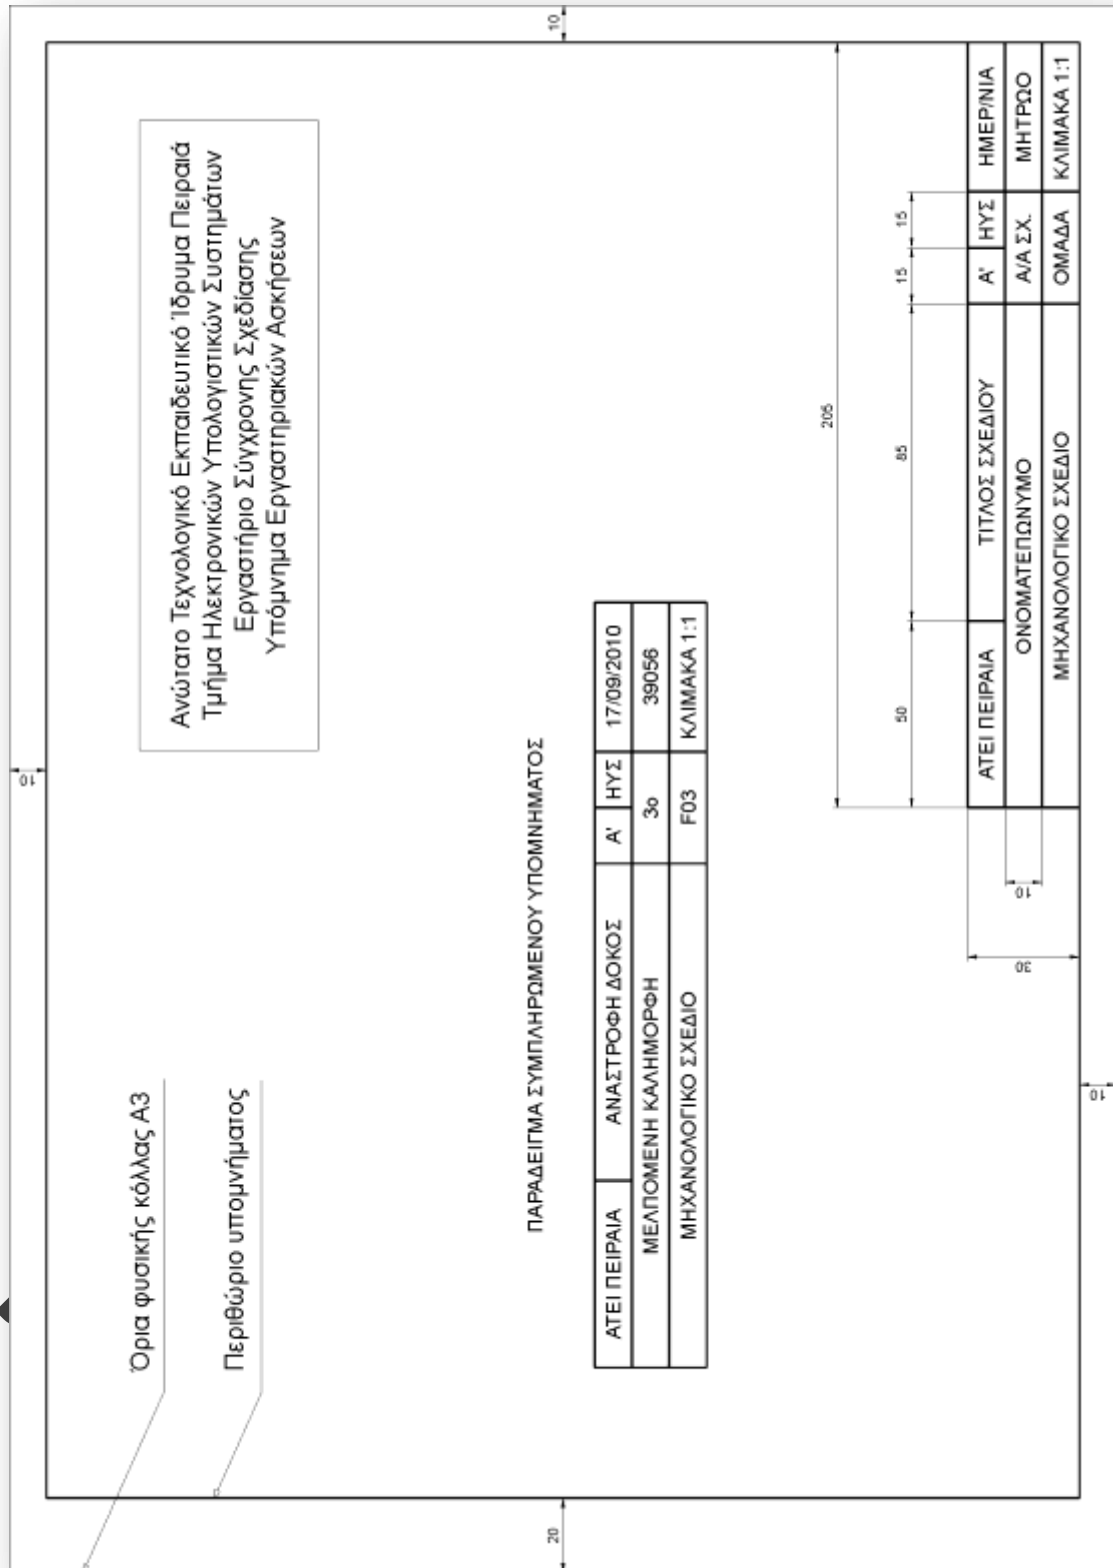 Όρια φυσικής κόλλας Α3
Περιθώριο υπομνήματος
Ανώτατο Τεχνολογικό Εκπαιδευτικό Ίδρυμα Πειραιά
Τμήμα Ηλεκτρονικών Υπολογιστικών Συστημάτων
Εργαστήριο Σύγχρονης Σχεδίασης
Υπόμνημα Εργαστηριακών Ασκήσεων
10
20
10
10
ΠΑΡΑΔΕΙΓΜΑ ΣΥΜΠΛΗΡΩΜΕΝΟΥ ΥΠΟΜΝΗΜΑΤΟΣ
ΑΤΕΙ ΠΕΙΡΑΙΑ ΑΝΑΣΤΡΟΦΗ ΔΟΚΟΣ Α' ΗΥΣ 17/09/2010
ΜΕΛΠΟΜΕΝΗ ΚΑΛΗΜΟΡΦΗ 3ο 39056
ΜΗΧΑΝΟΛΟΓΙΚΟ ΣΧΕΔΙΟ F03 ΚΛΙΜΑΚΑ 1:1
205
50 85 15 15
30
10
ΑΤΕΙ ΠΕΙΡΑΙΑ ΤΙΤΛΟΣ ΣΧΕΔΙΟΥ Α' ΗΥΣ ΗΜΕΡ/ΝΙΑ
ΟΝΟΜΑΤΕΠΩΝΥΜΟ Α/Α ΣΧ. ΜΗΤΡΩΟ
ΜΗΧΑΝΟΛΟΓΙΚΟ ΣΧΕΔΙΟ ΟΜΑΔΑ ΚΛΙΜΑΚΑ 1:1